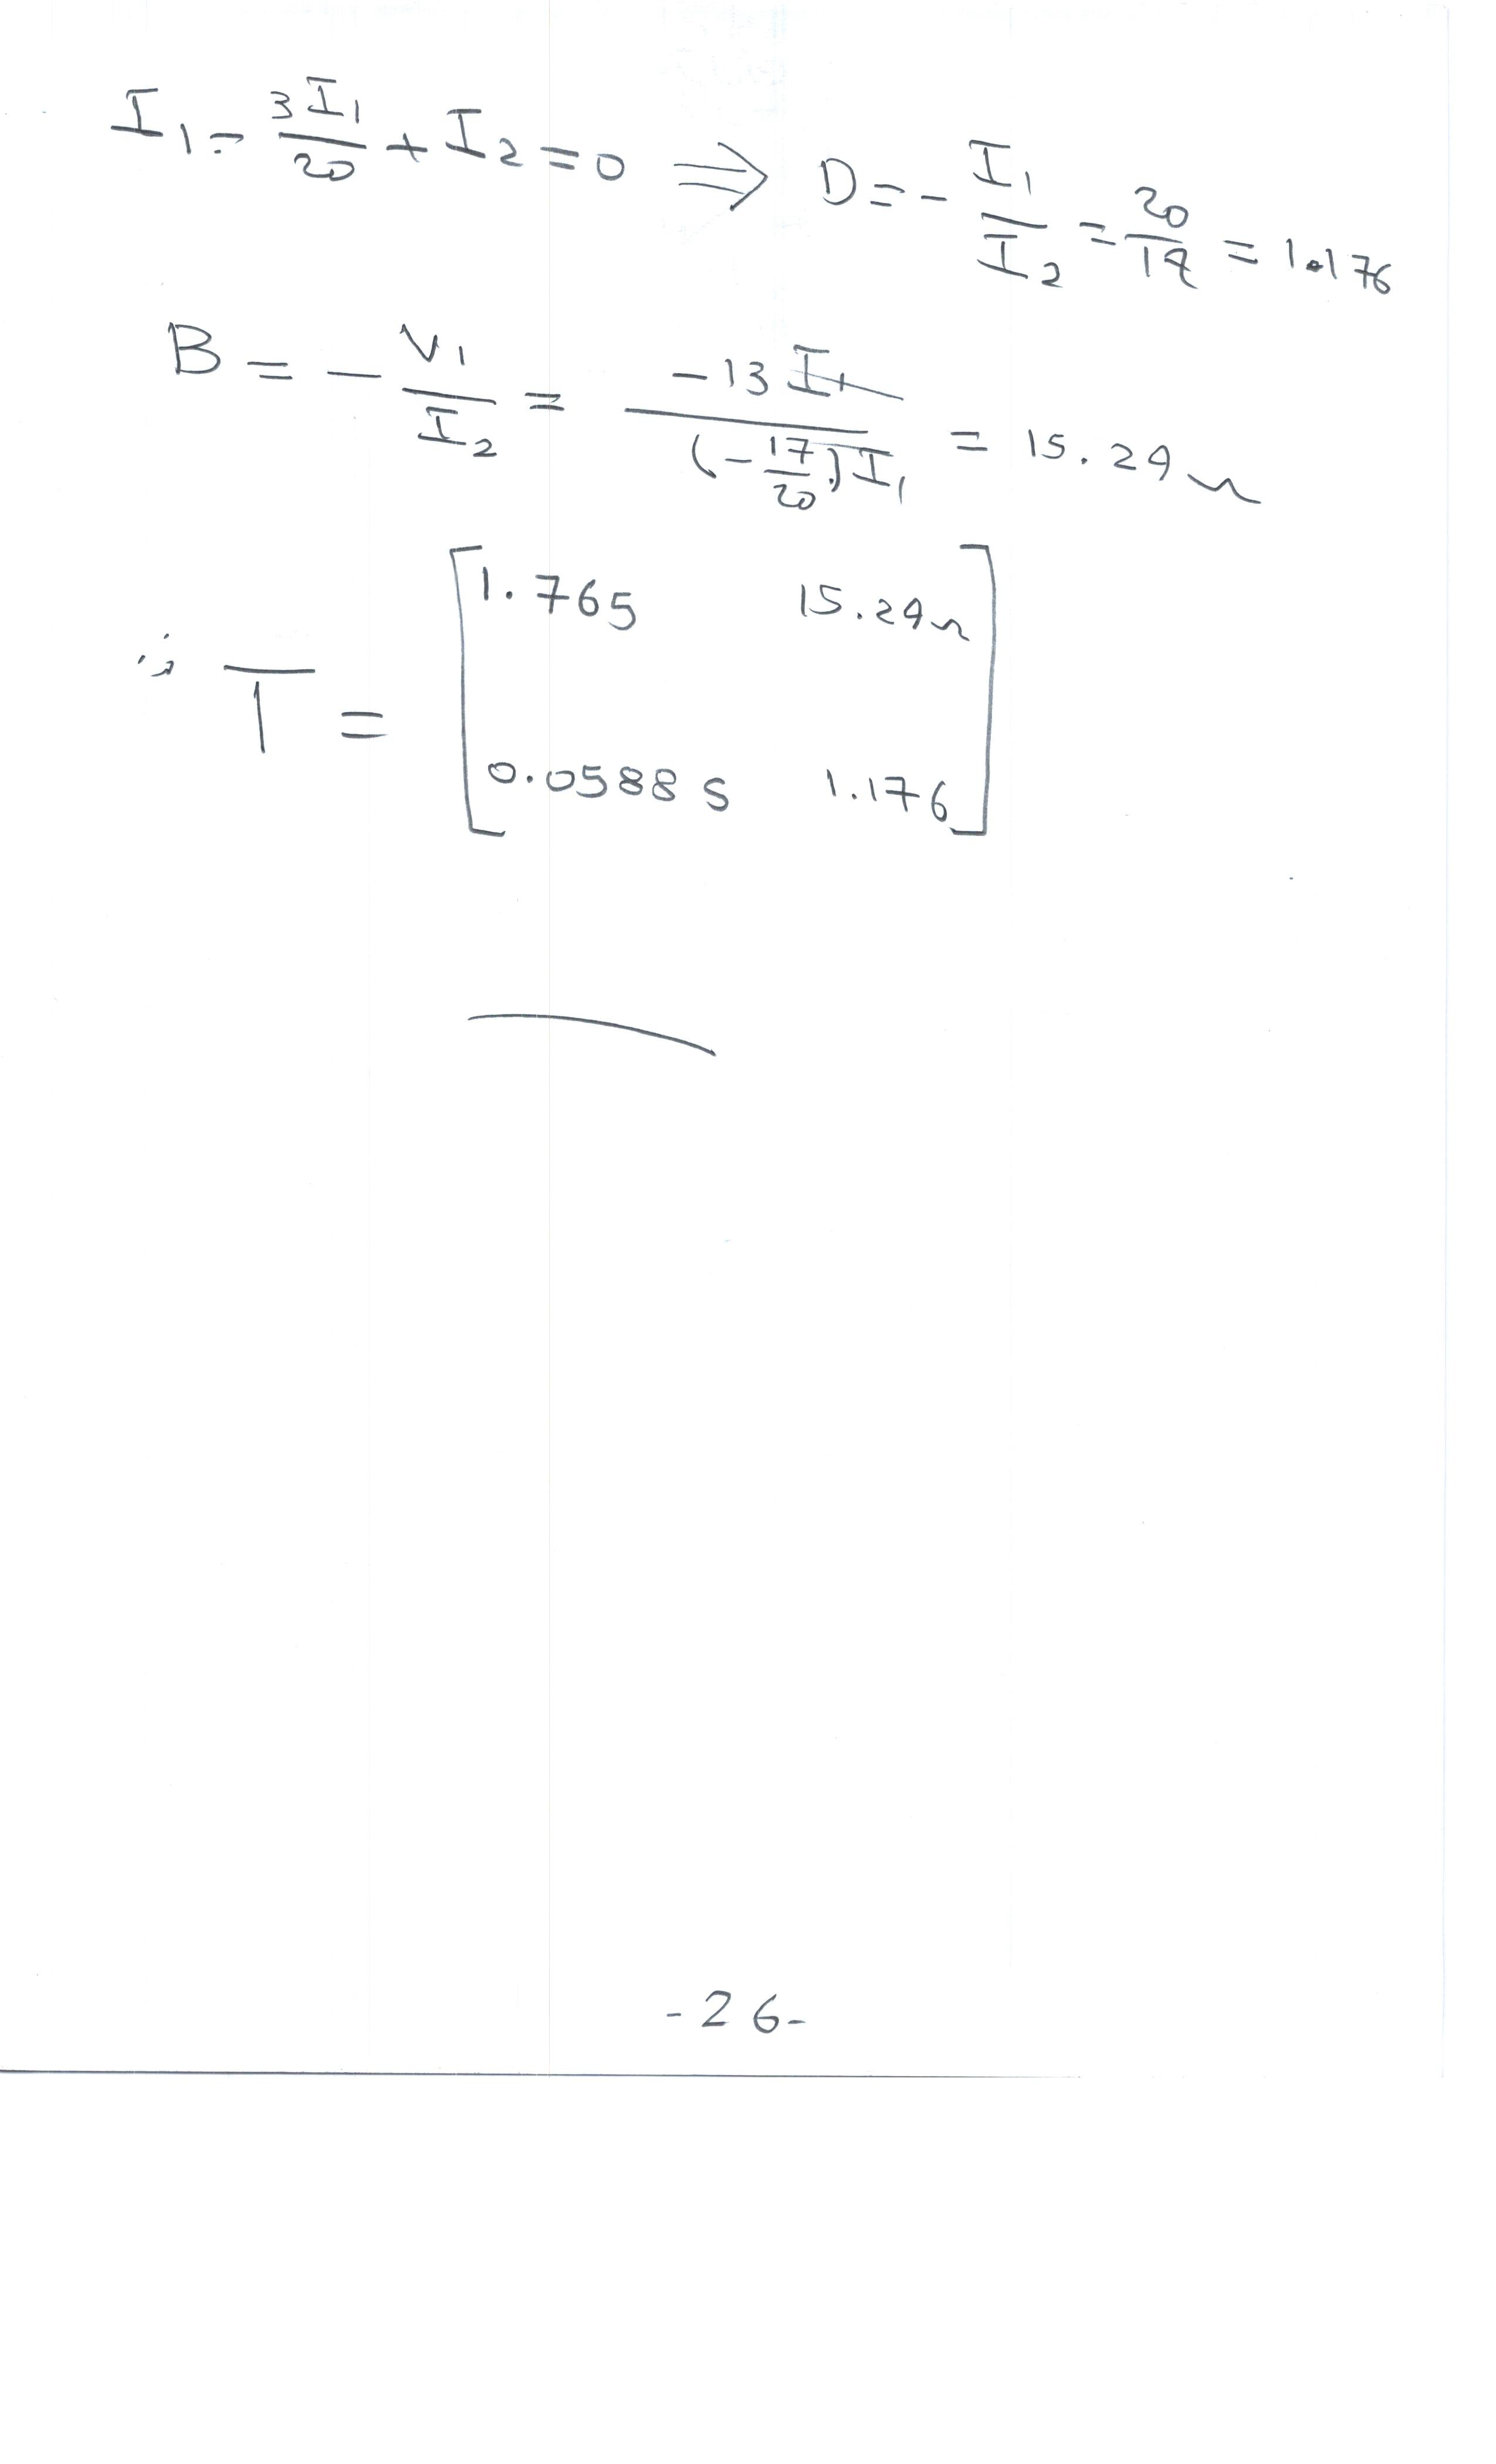 I₁ - 3I₁/20 + I₂ = 0 ⇒ D = - I₁/I₂ = 20/17 = 1.176
B = - V₁/I₂ = -13 I₁ / (-17/20) I₁ = 15.29 Ω
∴ T = [1.765 15.29 Ω
0.0588 S 1.176]
-26-